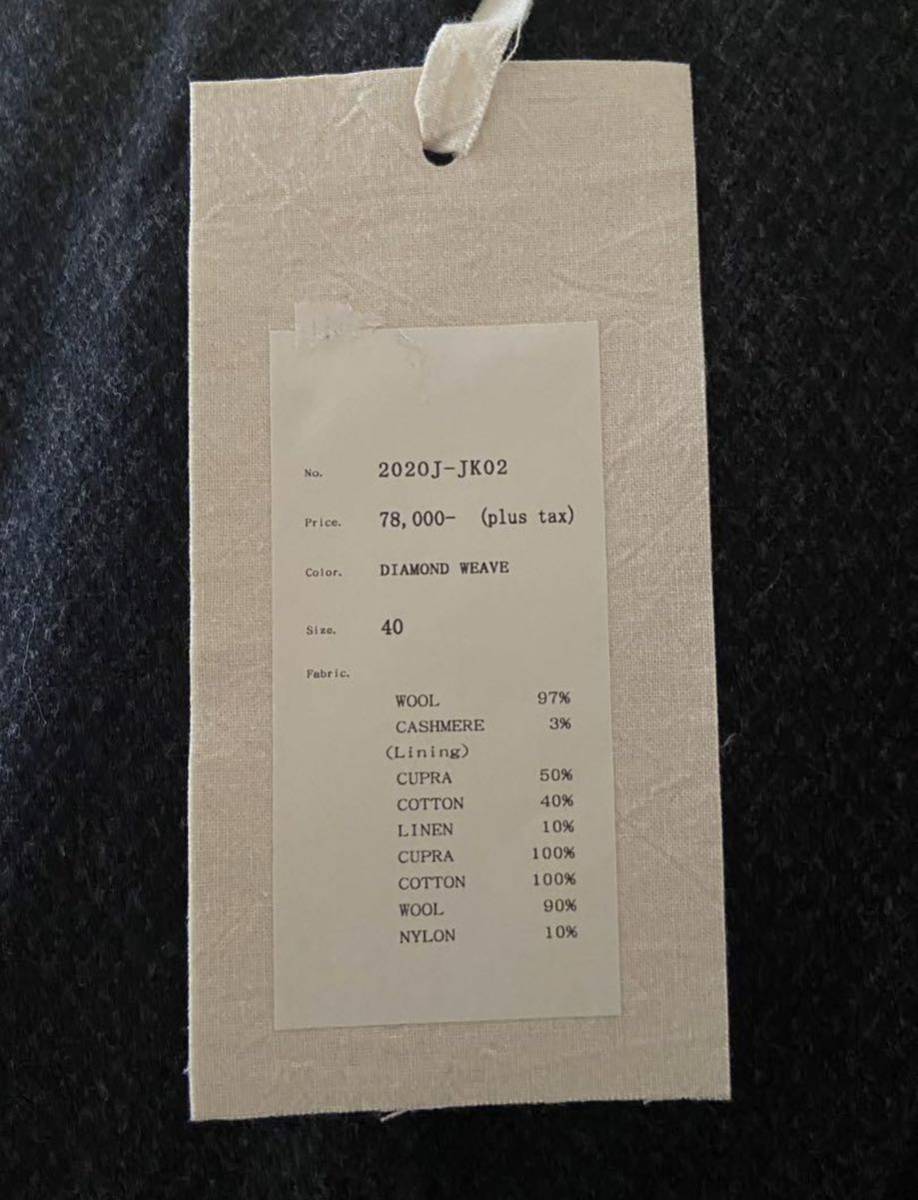 No. 2020J-JK02
Price. 78,000- (plus tax)
Color. DIAMOND WEAVE
Size. 40
Fabric.
WOOL 97%
CASHMERE 3%
(Lining)
CUPRA 50%
COTTON 40%
LINEN 10%
CUPRA 100%
COTTON 100%
WOOL 90%
NYLON 10%